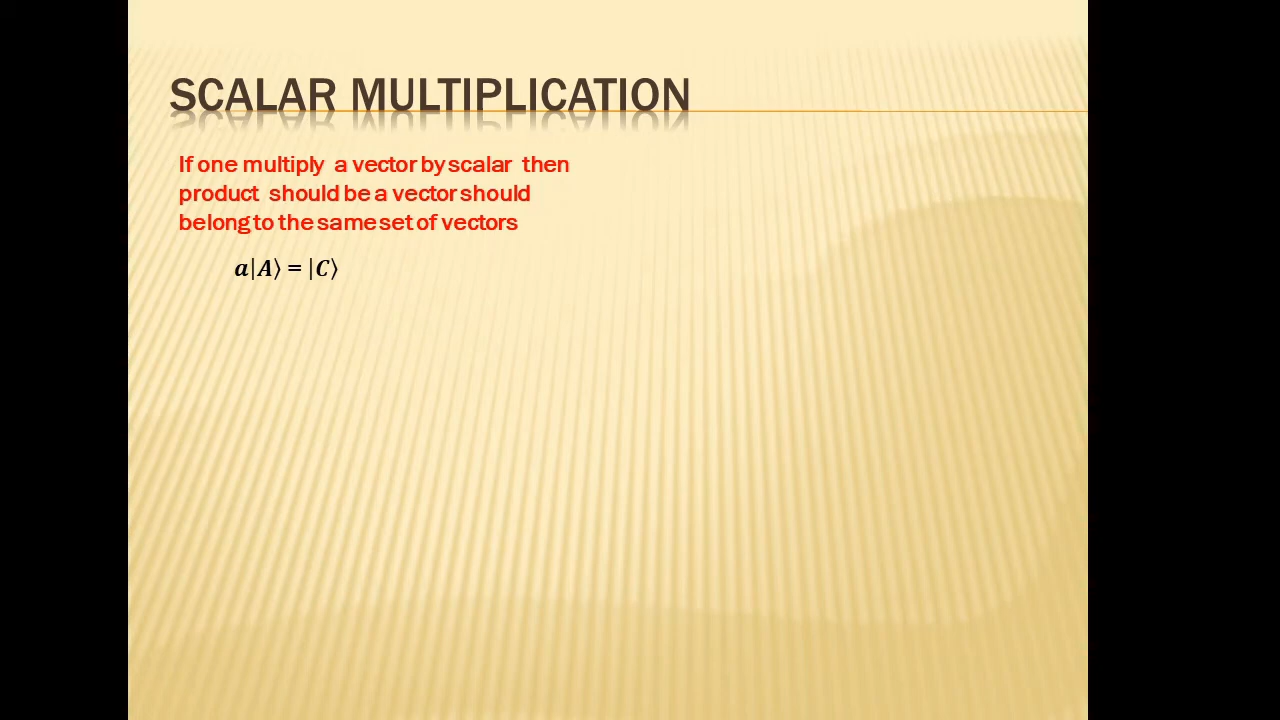 SCALAR MULTIPLICATION
If one multiply a vector by scalar then
product should be a vector should
belong to the same set of vectors
a|A⟩ = |C⟩